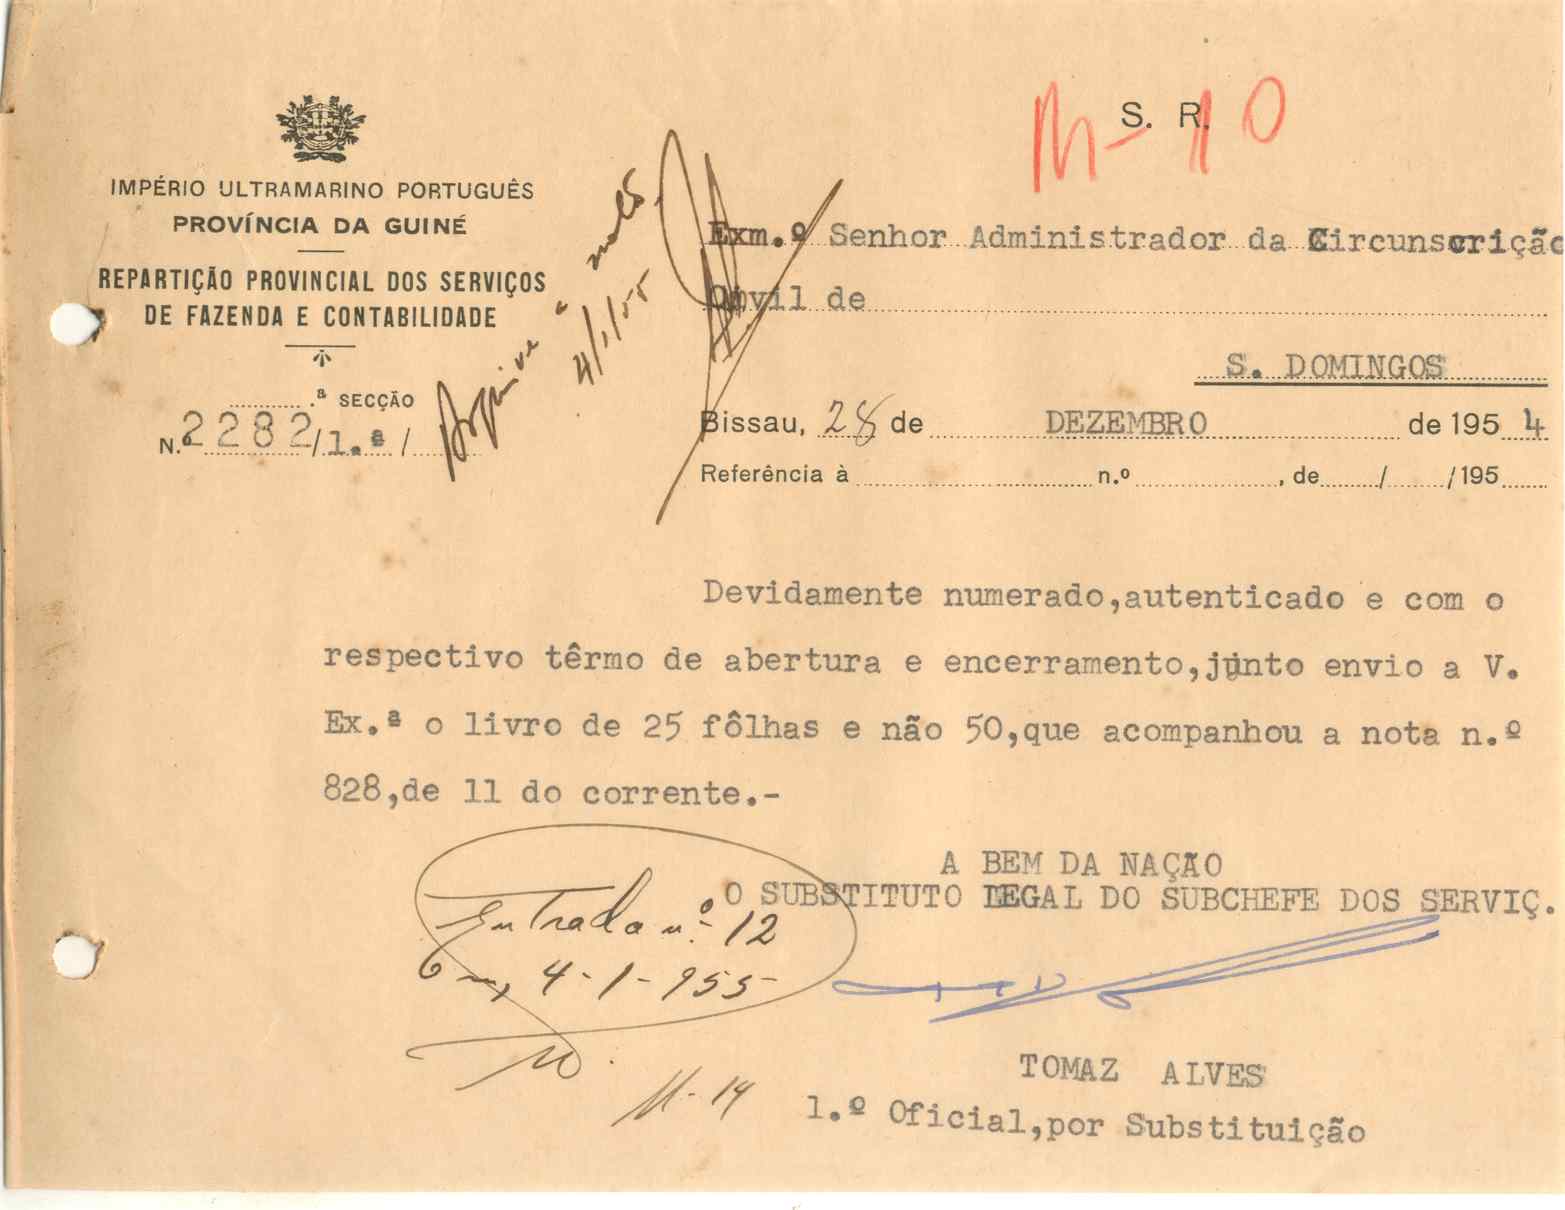 M-10
S. R.
IMPÉRIO ULTRAMARINO PORTUGUÊS
PROVÍNCIA DA GUINÉ
REPARTIÇÃO PROVINCIAL DOS SERVIÇOS
DE FAZENDA E CONTABILIDADE
.ª SECÇÃO
N.º 2282/1.ª/
4/1/55
Exm.º Senhor Administrador da Circunscrição
Civil de
S. DOMINGOS
Bissau, 28 de DEZEMBRO de 1954
Referência à n.º , de / /195
Devidamente numerado,autenticado e com o
respectivo têrmo de abertura e encerramento,junto envio a V.
Ex.ª o livro de 25 fôlhas e não 50,que acompanhou a nota n.º
828,de 11 do corrente.-
A BEM DA NAÇÃO
O SUBSTITUTO LEGAL DO SUBCHEFE DOS SERVIÇ.
Entrada n.º 12
Em, 4-1-955
TOMAZ ALVES
1.º Oficial,por Substituição
M-14